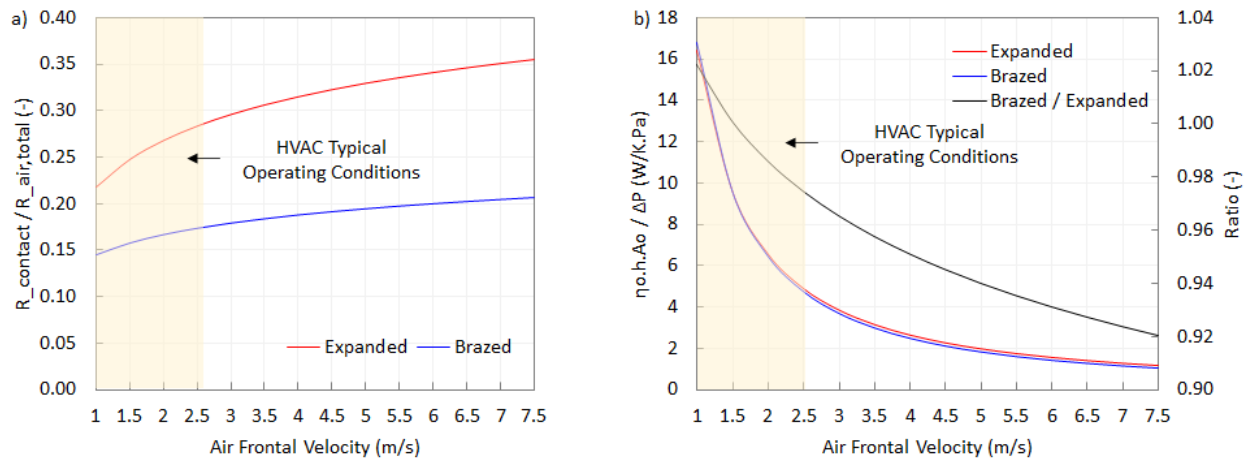 a)
R_contact / R_air,total (-)
0.40
0.35
0.30
0.25
0.20
0.15
0.10
0.05
0.00
HVAC Typical
Operating Conditions
Expanded
Brazed
1 1.5 2 2.5 3 3.5 4 4.5 5 5.5 6 6.5 7 7.5
Air Frontal Velocity (m/s)
b)
ηo.h.Ao / ΔP (W/K.Pa)
18
16
14
12
10
8
6
4
2
0
Expanded
Brazed
Brazed / Expanded
HVAC Typical
Operating Conditions
1.04
1.02
1.00
0.98
0.96
0.94
0.92
0.90
Ratio (-)
1 1.5 2 2.5 3 3.5 4 4.5 5 5.5 6 6.5 7 7.5
Air Frontal Velocity (m/s)